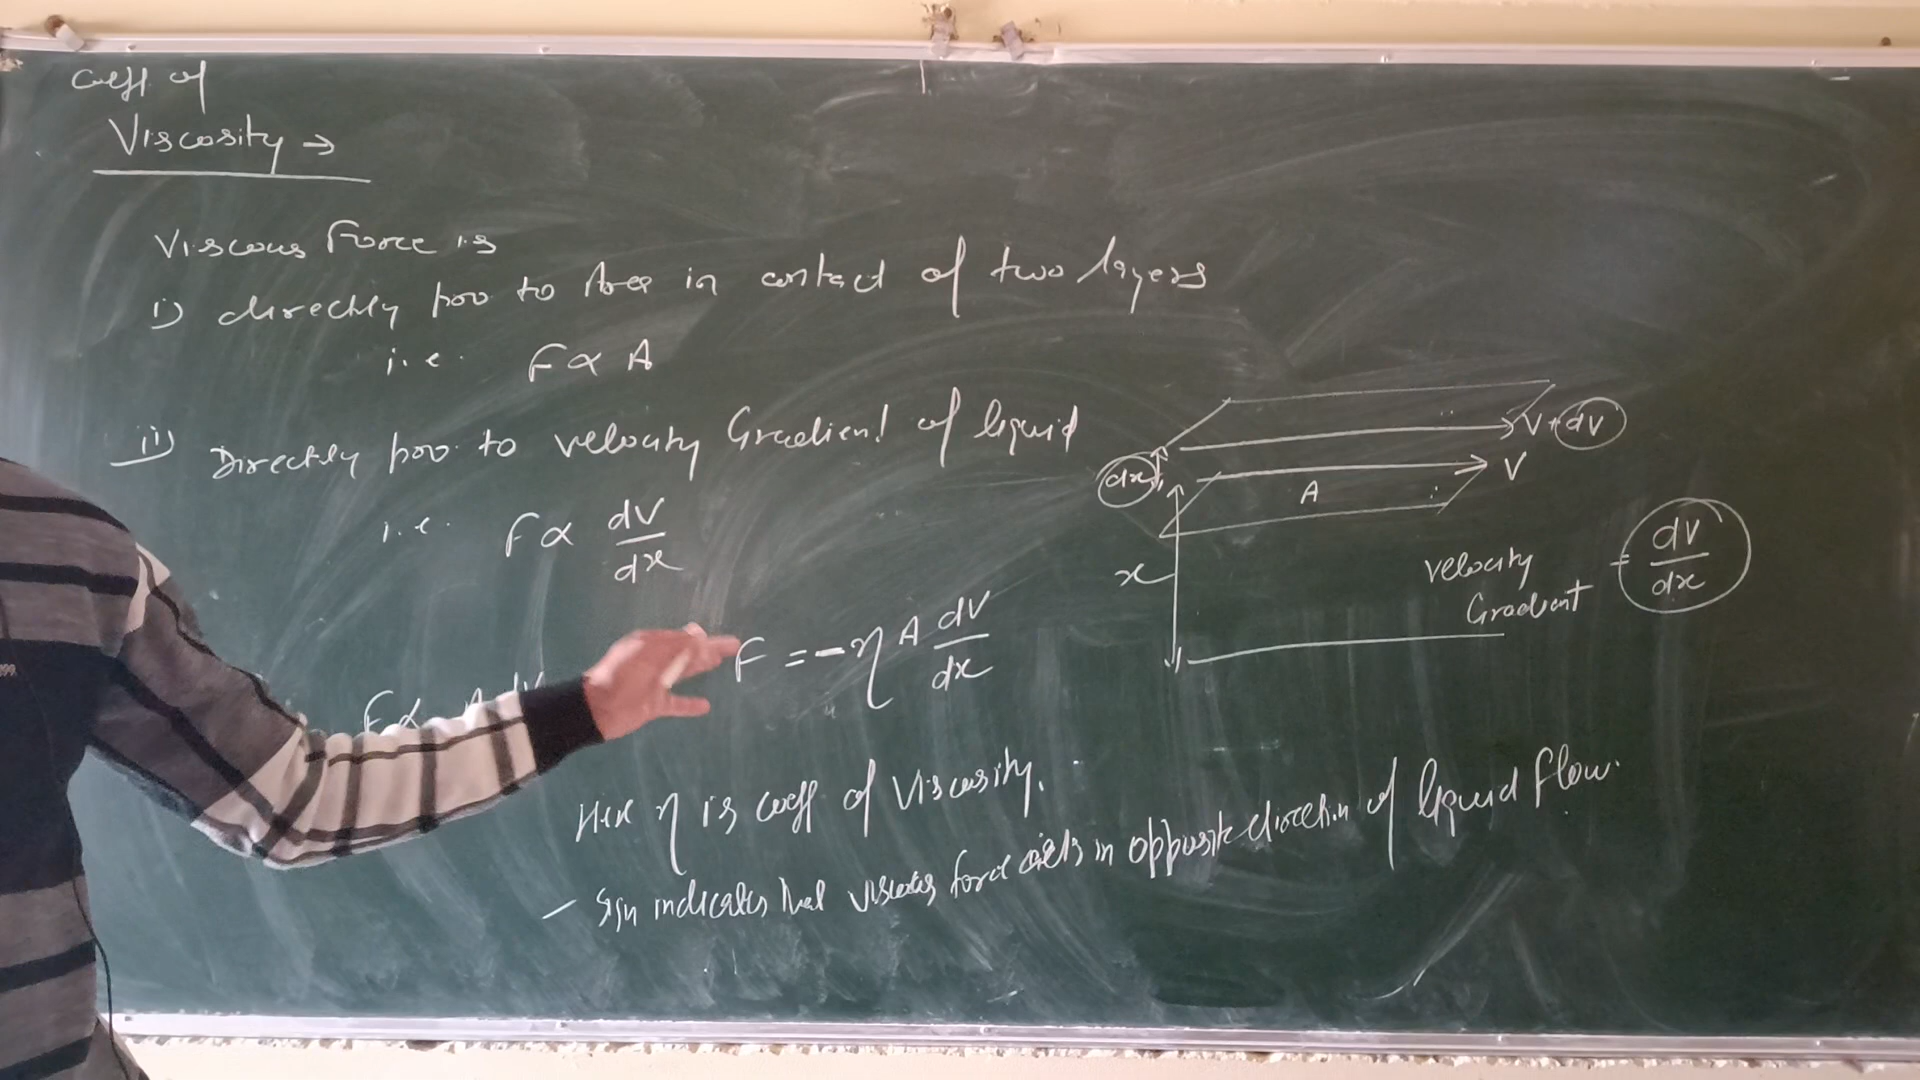 Coeff of
Viscosity →
Viscous Force is
i) directly pro to Area in contact of two layers
i.e. F ∝ A
ii) Directly pro. to velocity Gradient of liquid
i.e. F ∝ dV/dx
F ∝ A dV
F = -η A dV/dx
Here η is coeff of Viscosity.
– sign indicates that viscous force acts in opposite direction of liquid flow.
V+dV
dx
V
A
x
velocity
Gradient = dV/dx